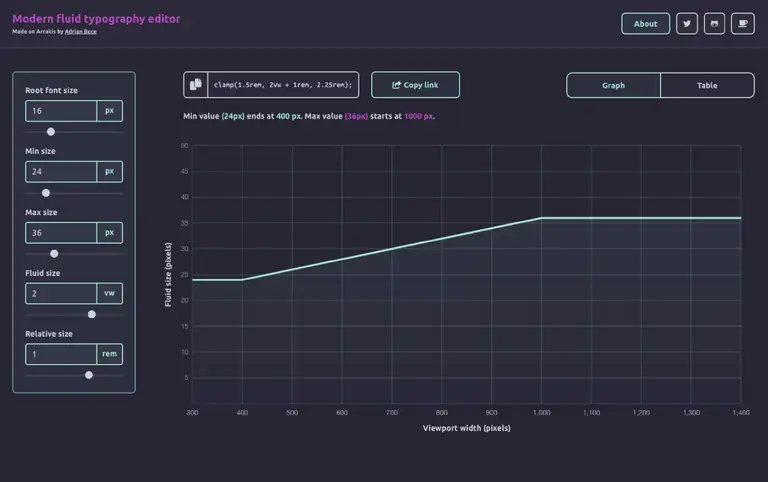 Modern fluid typography editor
Made on Arrakis by Adrian Bece
About
Root font size
16 px
Min size
24 px
Max size
36 px
Fluid size
2 vw
Relative size
1 rem
clamp(1.5rem, 2vw + 1rem, 2.25rem);
Copy link
Graph Table
Min value (24px) ends at 400 px. Max value (36px) starts at 1000 px.
Fluid size (pixels)
50
45
40
35
30
25
20
15
10
5
300 400 500 600 700 800 900 1,000 1,100 1,200 1,300 1,400
Viewport width (pixels)